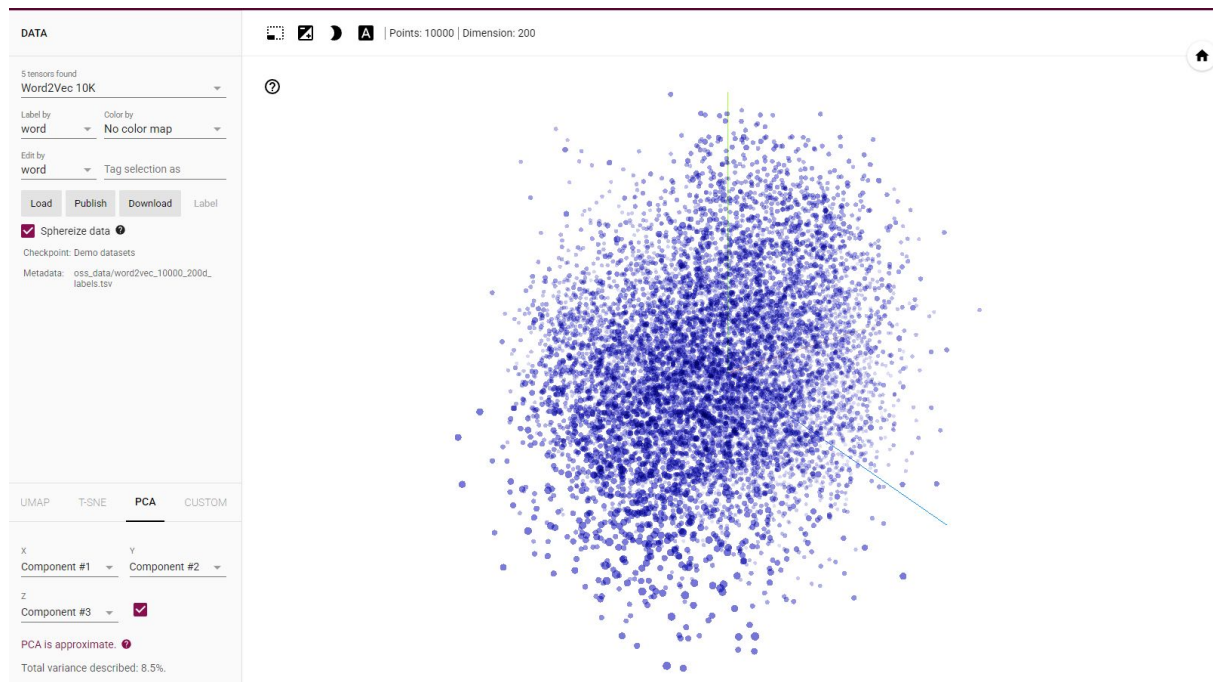 DATA
Points: 10000 | Dimension: 200
5 tensors found
Word2Vec 10K
Label by
Color by
word
No color map
Edit by
word
Tag selection as
Load
Publish
Download
Label
Sphereize data
Checkpoint: Demo datasets
Metadata: oss_data/word2vec_10000_200d_
labels.tsv
UMAP
T-SNE
PCA
CUSTOM
X
Y
Component #1
Component #2
Z
Component #3
PCA is approximate.
Total variance described: 8.5%.